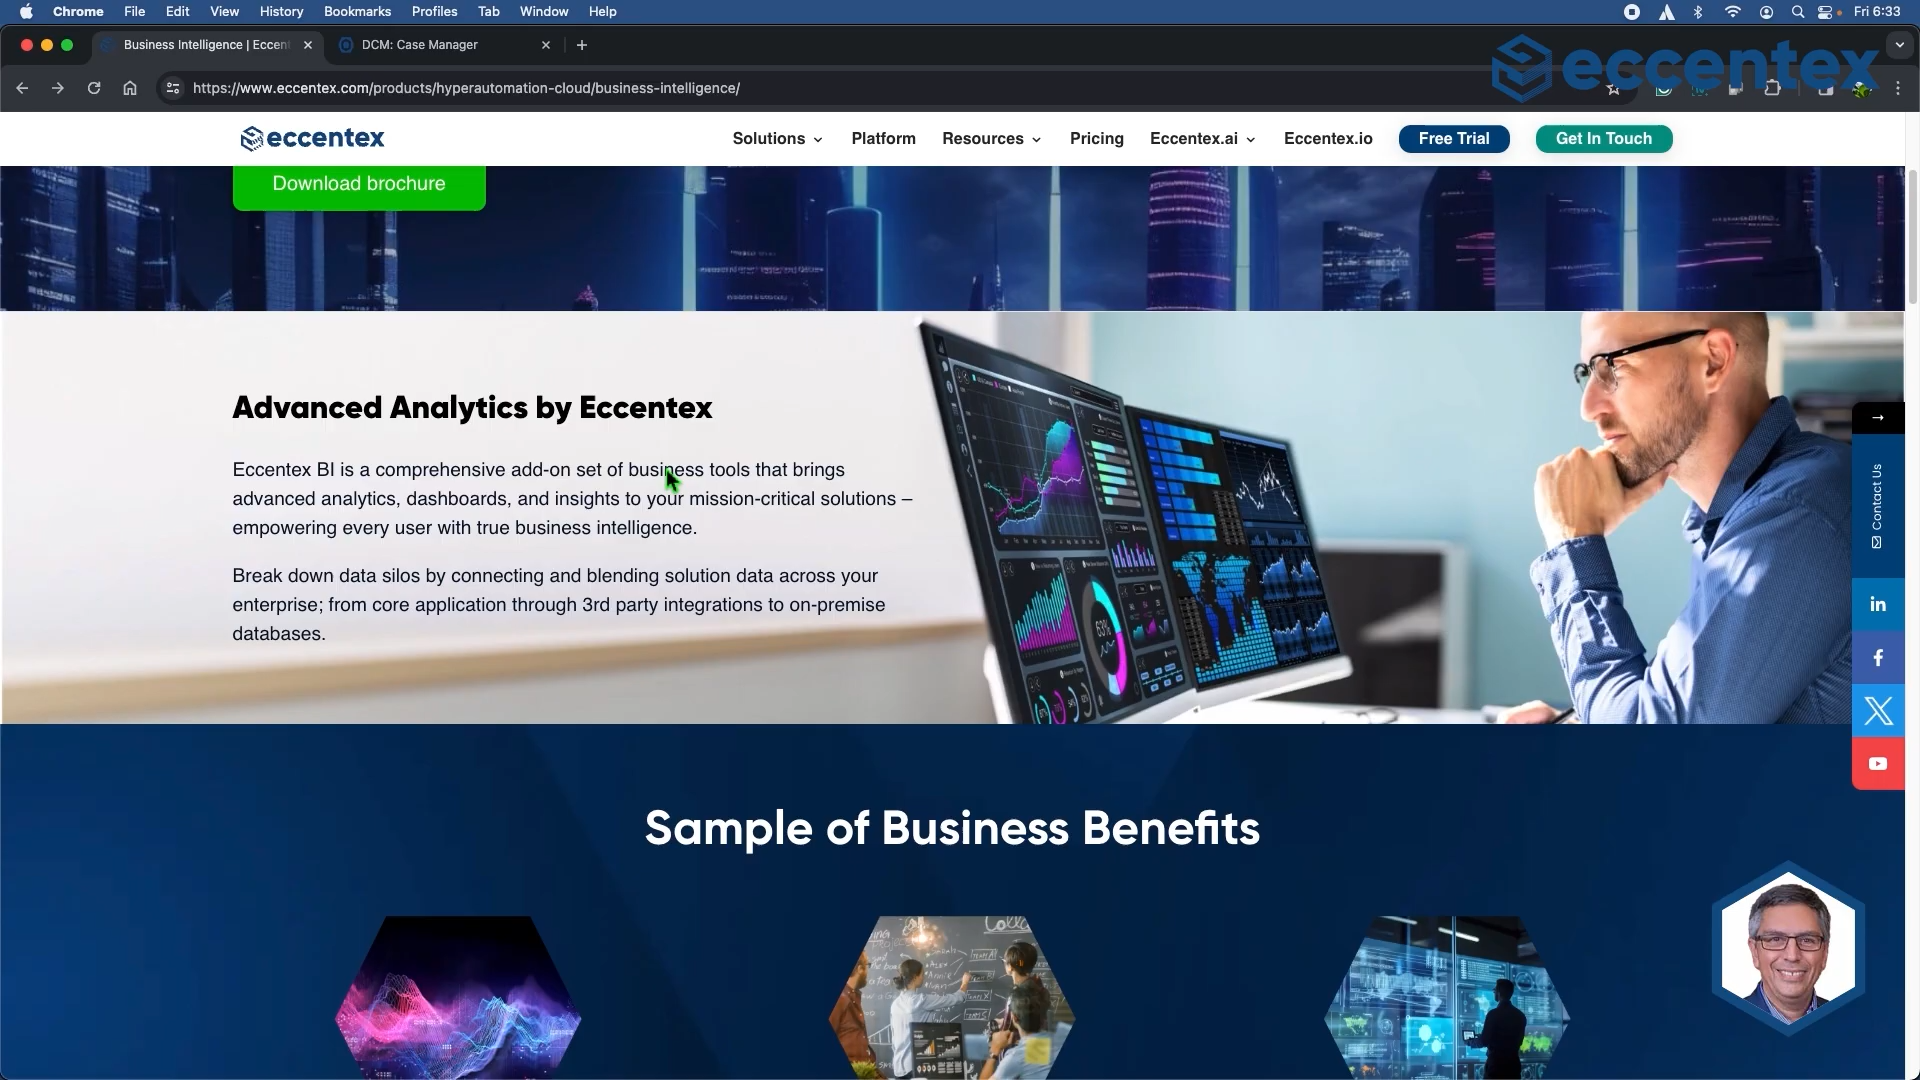 Chrome File Edit View History Bookmarks Profiles Tab Window Help Fri 6:33
Business Intelligence | Eccent DCM: Case Manager
eccentex
https://www.eccentex.com/products/hyperautomation-cloud/business-intelligence/
eccentex Solutions Platform Resources Pricing Eccentex.ai Eccentex.io Free Trial Get In Touch
Download brochure
Advanced Analytics by Eccentex
Eccentex BI is a comprehensive add-on set of business tools that brings
advanced analytics, dashboards, and insights to your mission-critical solutions –
empowering every user with true business intelligence.
Break down data silos by connecting and blending solution data across your
enterprise; from core application through 3rd party integrations to on-premise
databases.
63%
Contact Us
in
f
X
Sample of Business Benefits